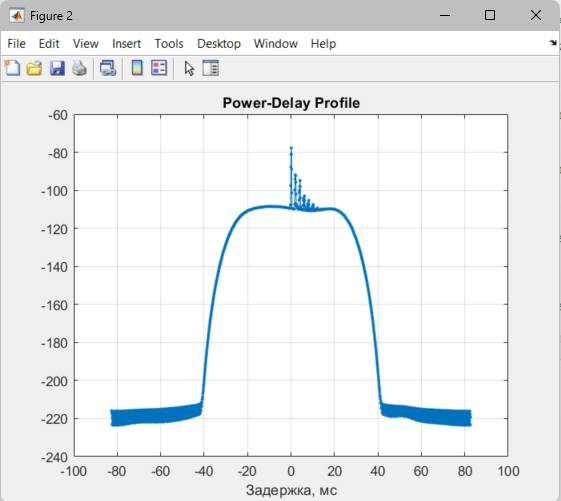 Figure 2
File Edit View Insert Tools Desktop Window Help
Power-Delay Profile
-60
-80
-100
-120
-140
-160
-180
-200
-220
-240
-100 -80 -60 -40 -20 0 20 40 60 80 100
Задержка, мс